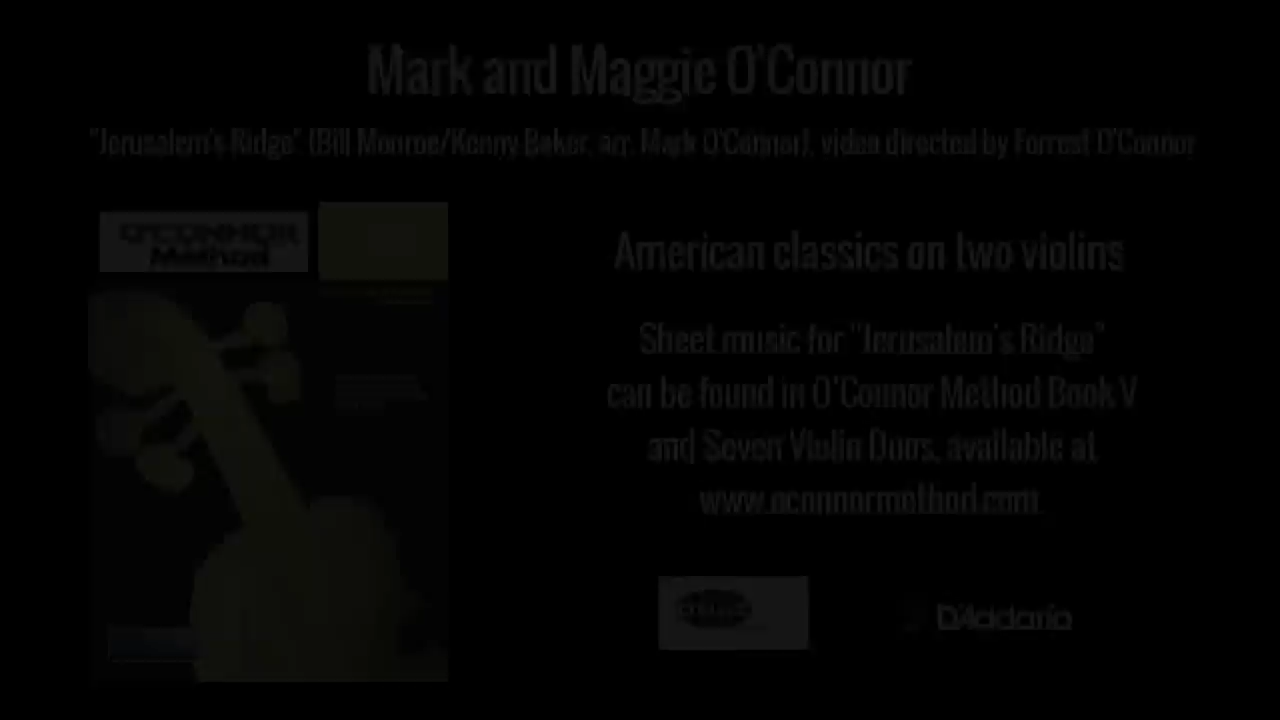 Mark and Maggie O'Connor
"Jerusalem's Ridge" (Bill Monroe/Kenny Baker, arr. Mark O'Connor), video directed by Forrest O'Connor
O'CONNOR
Method
American classics on two violins
Sheet music for "Jerusalem's Ridge"
can be found in O'Connor Method Book V
and Seven Violin Duos, available at
www.oconnormethod.com
D'Addario